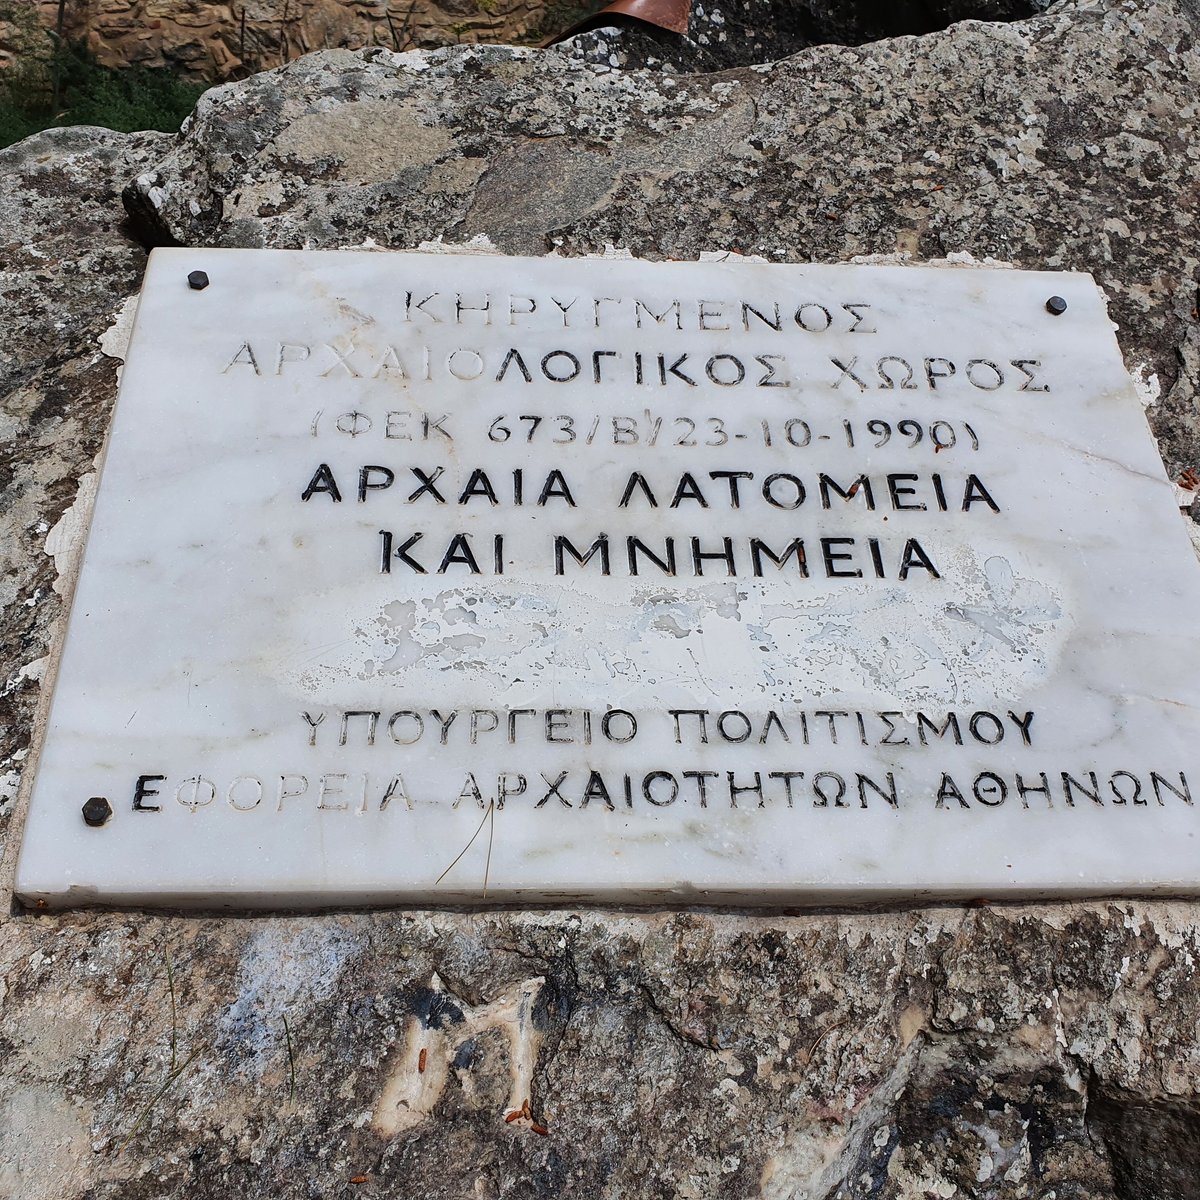 ΚΗΡΥΓΜΕΝΟΣ
ΑΡΧΑΙΟΛΟΓΙΚΟΣ ΧΩΡΟΣ
(ΦΕΚ 673/Β'/23-10-1990)
ΑΡΧΑΙΑ ΛΑΤΟΜΕΙΑ
ΚΑΙ ΜΝΗΜΕΙΑ
ΥΠΟΥΡΓΕΙΟ ΠΟΛΙΤΙΣΜΟΥ
ΕΦΟΡΕΙΑ ΑΡΧΑΙΟΤΗΤΩΝ ΑΘΗΝΩΝ